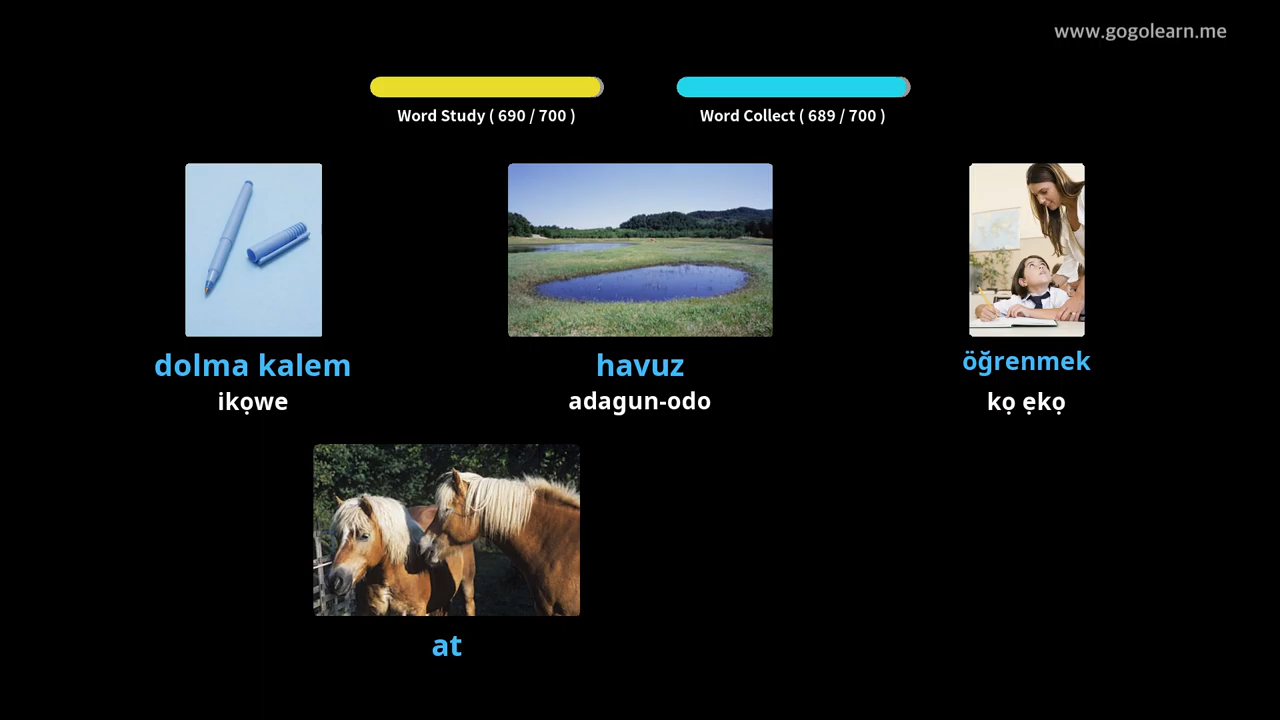 www.gogolearn.me
Word Study ( 690 / 700 )
Word Collect ( 689 / 700 )
dolma kalem
ikọwe
havuz
adagun-odo
öğrenmek
kọ ẹkọ
at